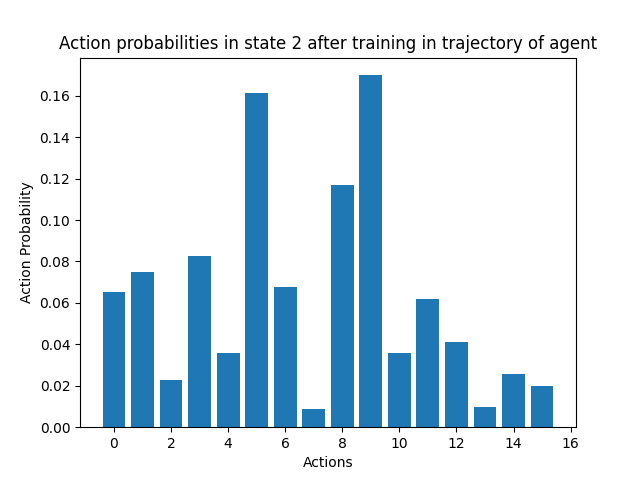 Action probabilities in state 2 after training in trajectory of agent
0.16
0.14
0.12
0.10
0.08
0.06
0.04
0.02
0.00
Action Probability
0 2 4 6 8 10 12 14 16
Actions